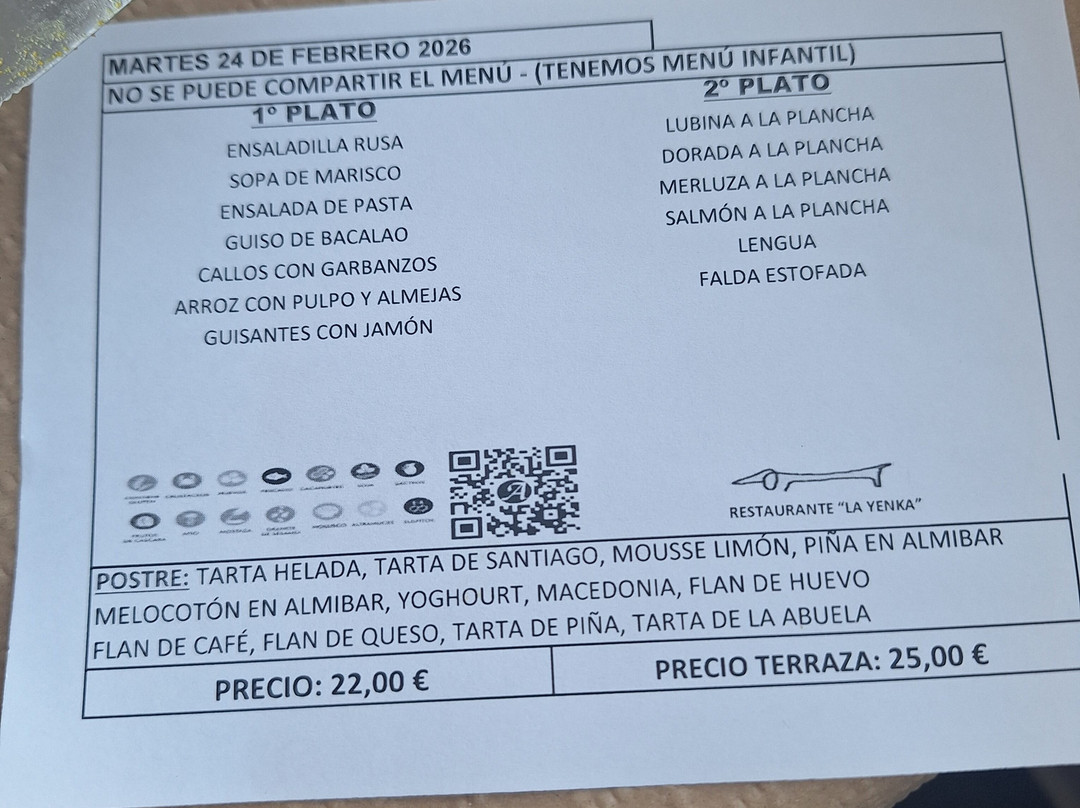 MARTES 24 DE FEBRERO 2026
NO SE PUEDE COMPARTIR EL MENÚ - (TENEMOS MENÚ INFANTIL)
1º PLATO
ENSALADILLA RUSA
SOPA DE MARISCO
ENSALADA DE PASTA
GUISO DE BACALAO
CALLOS CON GARBANZOS
ARROZ CON PULPO Y ALMEJAS
GUISANTES CON JAMÓN
2º PLATO
LUBINA A LA PLANCHA
DORADA A LA PLANCHA
MERLUZA A LA PLANCHA
SALMÓN A LA PLANCHA
LENGUA
FALDA ESTOFADA
RESTAURANTE “LA YENKA”
POSTRE: TARTA HELADA, TARTA DE SANTIAGO, MOUSSE LIMÓN, PIÑA EN ALMIBAR
MELOCOTÓN EN ALMIBAR, YOGHOURT, MACEDONIA, FLAN DE HUEVO
FLAN DE CAFÉ, FLAN DE QUESO, TARTA DE PIÑA, TARTA DE LA ABUELA
PRECIO: 22,00 €
PRECIO TERRAZA: 25,00 €